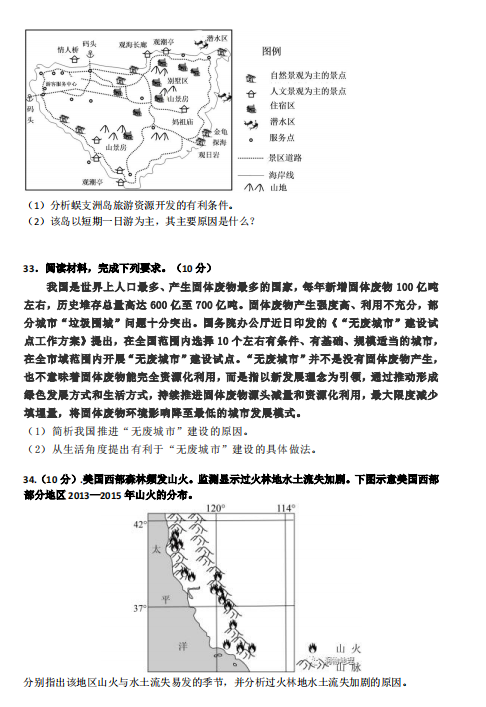 码头
情人桥
观海长廊
观潮亭
潜水区
游客服务中心
别墅区
山景房
妈祖庙
码
头
金龟
探海
山景房
观日岩
观潮亭
图例
自然景观为主的景点
人文景观为主的景点
住宿区
潜水区
服务点
景区道路
海岸线
山地
（1）分析蜈支洲岛旅游资源开发的有利条件。
（2）该岛以短期一日游为主，其主要原因是什么？
33．阅读材料，完成下列要求。（10 分）
我国是世界上人口最多、产生固体废物最多的国家，每年新增固体废物 100 亿吨
左右，历史堆存总量高达 600 亿至 700 亿吨。固体废物产生强度高、利用不充分，部
分城市“垃圾围城”问题十分突出。国务院办公厅近日印发的《“无废城市”建设试
点工作方案》提出，在全国范围内选择 10 个左右有条件、有基础、规模适当的城市，
在全市域范围内开展“无废城市”建设试点。“无废城市”并不是没有固体废物产生，
也不意味着固体废物能完全资源化利用，而是指以新发展理念为引领，通过推动形成
绿色发展方式和生活方式，持续推进固体废物源头减量和资源化利用，最大限度减少
填埋量，将固体废物环境影响降至最低的城市发展模式。
（1）简析我国推进“无废城市”建设的原因。
（2）从生活角度提出有利于“无废城市”建设的具体做法。
34.（10 分）.美国西部森林频发山火。监测显示过火林地水土流失加剧。下图示意美国西部
部分地区 2013—2015 年山火的分布。
120° 114°
42°
太
平
37°
洋
山 火
山 脉
分别指出该地区山火与水土流失易发的季节，并分析过火林地水土流失加剧的原因。